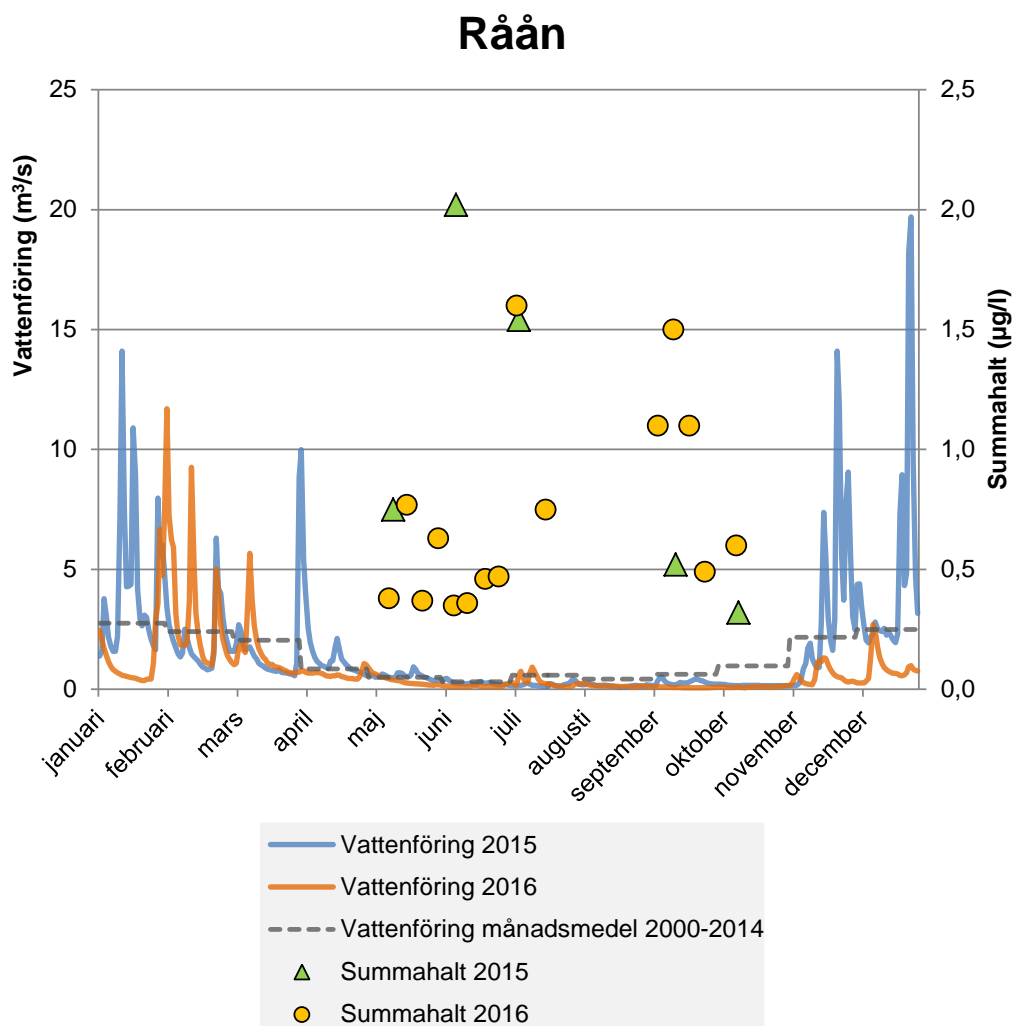 Råån
Vattenföring (m³/s)
25
20
15
10
5
0
2,5
2,0
1,5
1,0
0,5
0,0
Summahalt (µg/l)
januari
februari
mars
april
maj
juni
juli
augusti
september
oktober
november
december
Vattenföring 2015
Vattenföring 2016
Vattenföring månadsmedel 2000-2014
Summahalt 2015
Summahalt 2016